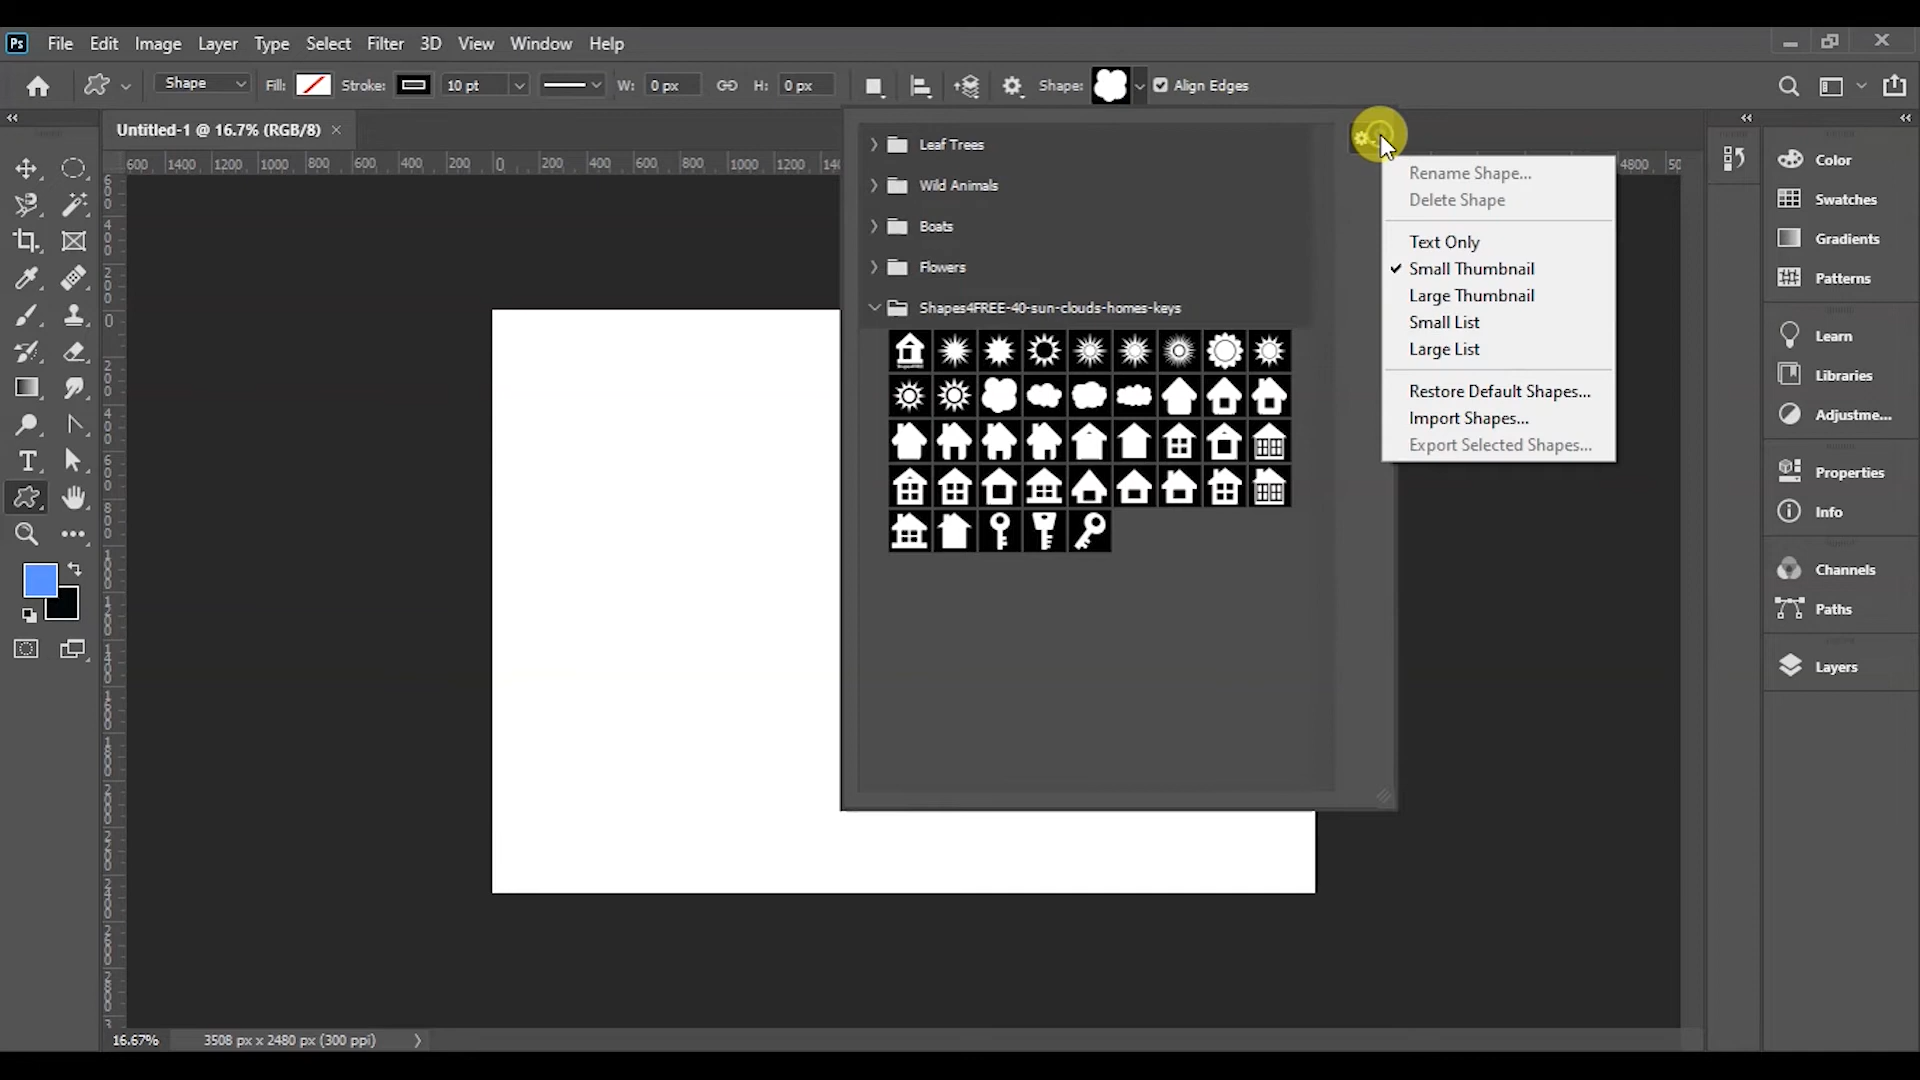 Ps File Edit Image Layer Type Select Filter 3D View Window Help
Shape Fill: Stroke: 10 pt W: 0 px H: 0 px Shape: Align Edges
Untitled-1 @ 16.7% (RGB/8) ×
600 1400 1200 1000 800 600 400 200 0 200 400 600 800 1000 1200 4800
Leaf Trees
Wild Animals
Boats
Flowers
Shapes4FREE-40-sun-clouds-homes-keys
Rename Shape...
Delete Shape
Text Only
Small Thumbnail
Large Thumbnail
Small List
Large List
Restore Default Shapes...
Import Shapes...
Export Selected Shapes...
Color
Swatches
Gradients
Patterns
Learn
Libraries
Adjustme...
Properties
Info
Channels
Paths
Layers
16.67% 3508 px x 2480 px (300 ppi)